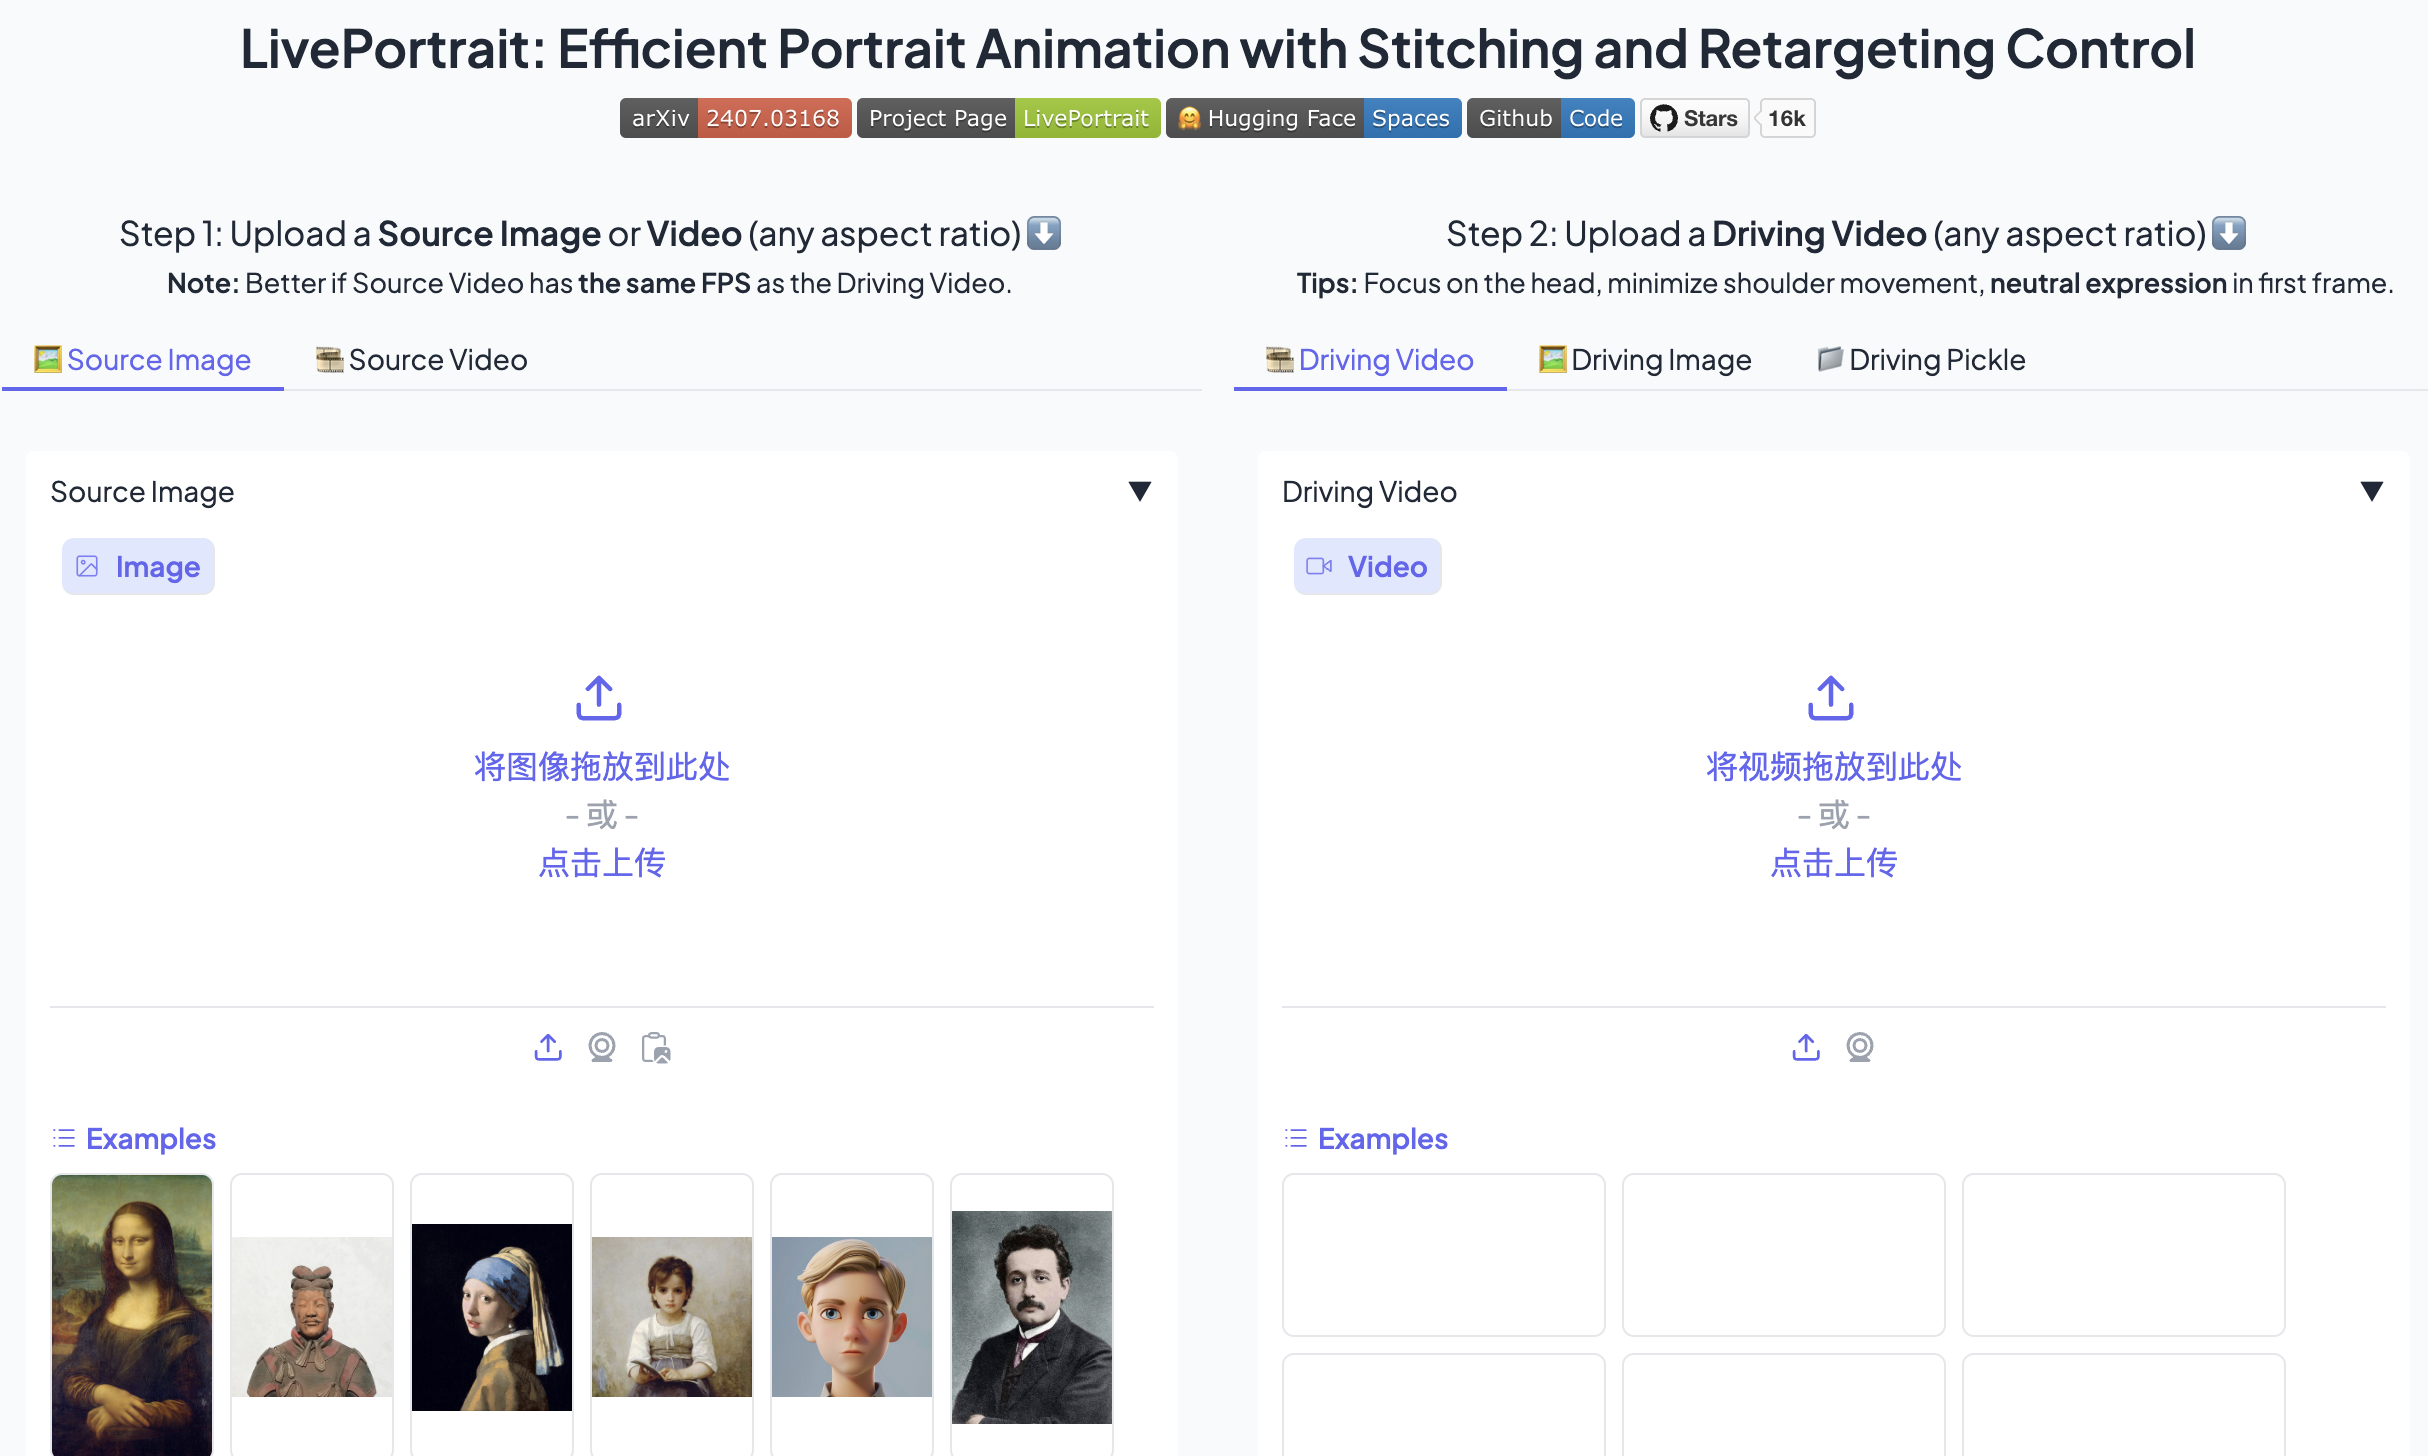 LivePortrait: Efficient Portrait Animation with Stitching and Retargeting Control
arXiv 2407.03168 Project Page LivePortrait Hugging Face Spaces Github Code Stars 16k
Step 1: Upload a Source Image or Video (any aspect ratio)
Note: Better if Source Video has the same FPS as the Driving Video.
Source Image Source Video
Source Image
Image
将图像拖放到此处
- 或 -
点击上传
Examples
Step 2: Upload a Driving Video (any aspect ratio)
Tips: Focus on the head, minimize shoulder movement, neutral expression in first frame.
Driving Video Driving Image Driving Pickle
Driving Video
Video
将视频拖放到此处
- 或 -
点击上传
Examples